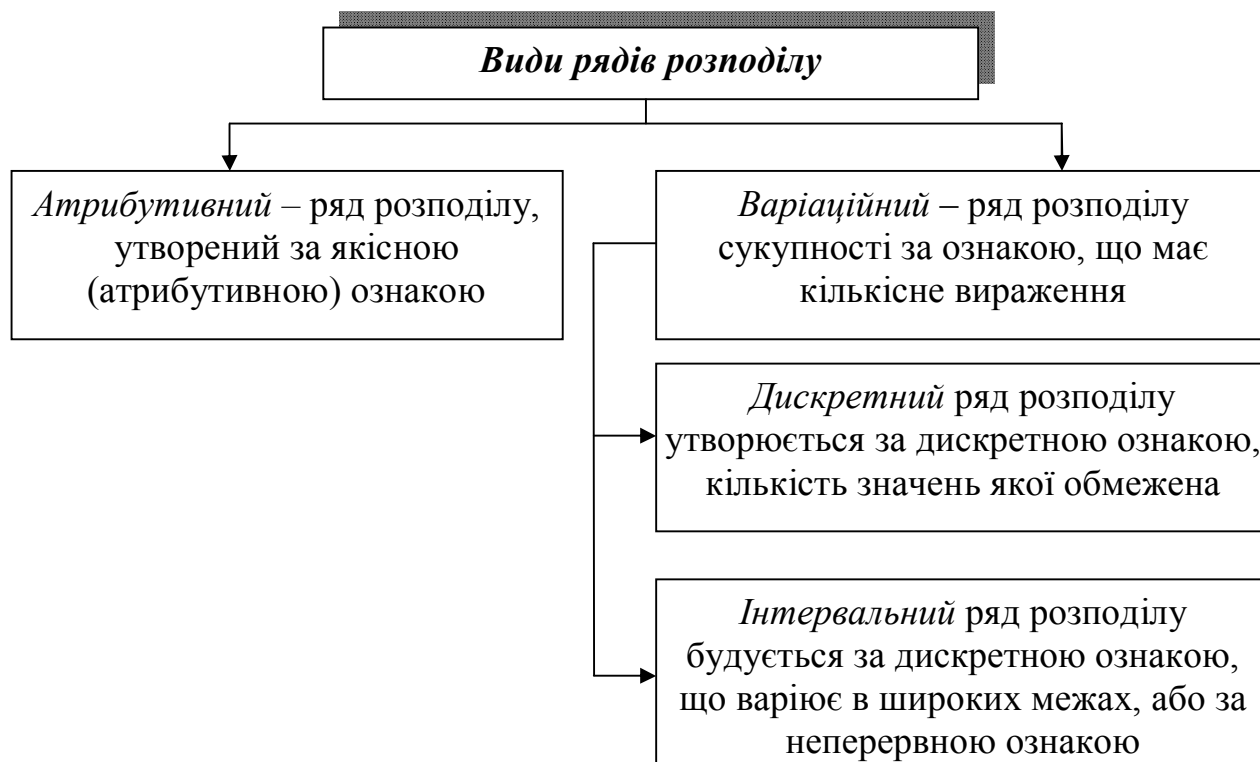 Види рядів розподілу
Атрибутивний – ряд розподілу,
утворений за якісною
(атрибутивною) ознакою
Варіаційний – ряд розподілу
сукупності за ознакою, що має
кількісне вираження
Дискретний ряд розподілу
утворюється за дискретною ознакою,
кількість значень якої обмежена
Інтервальний ряд розподілу
будується за дискретною ознакою,
що варіює в широких межах, або за
неперервною ознакою